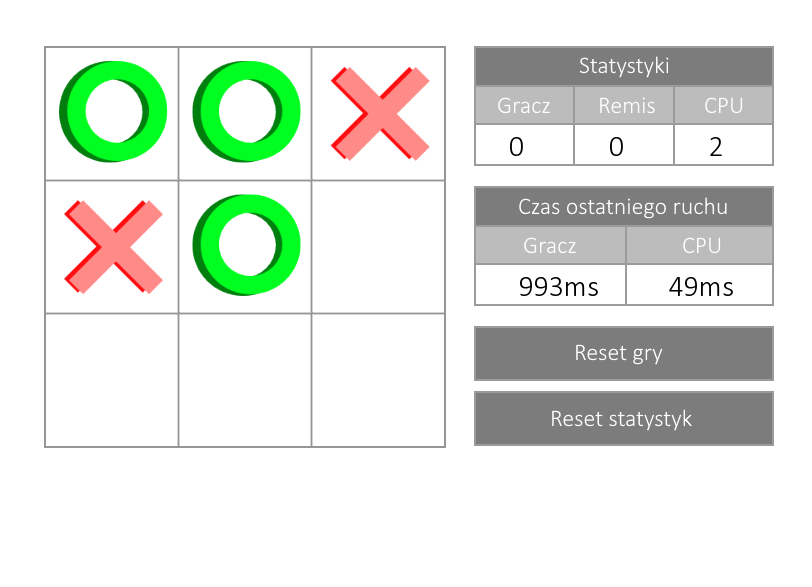 Statystyki
Gracz Remis CPU
0 0 2
Czas ostatniego ruchu
Gracz CPU
993ms 49ms
Reset gry
Reset statystyk